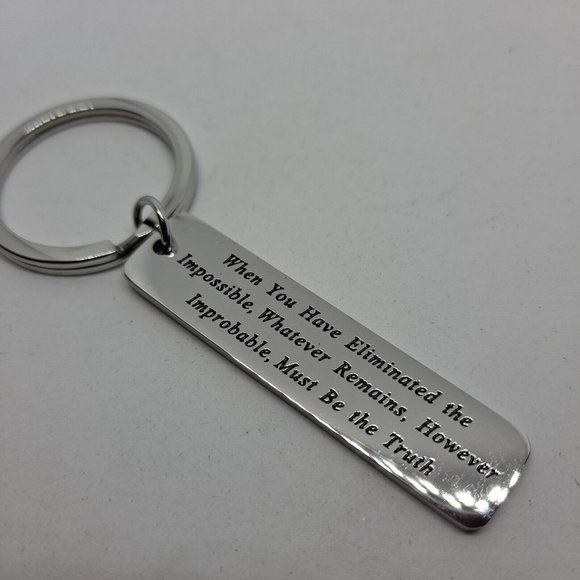 When You Have Eliminated the
Impossible, Whatever Remains, However
Improbable, Must Be the Truth